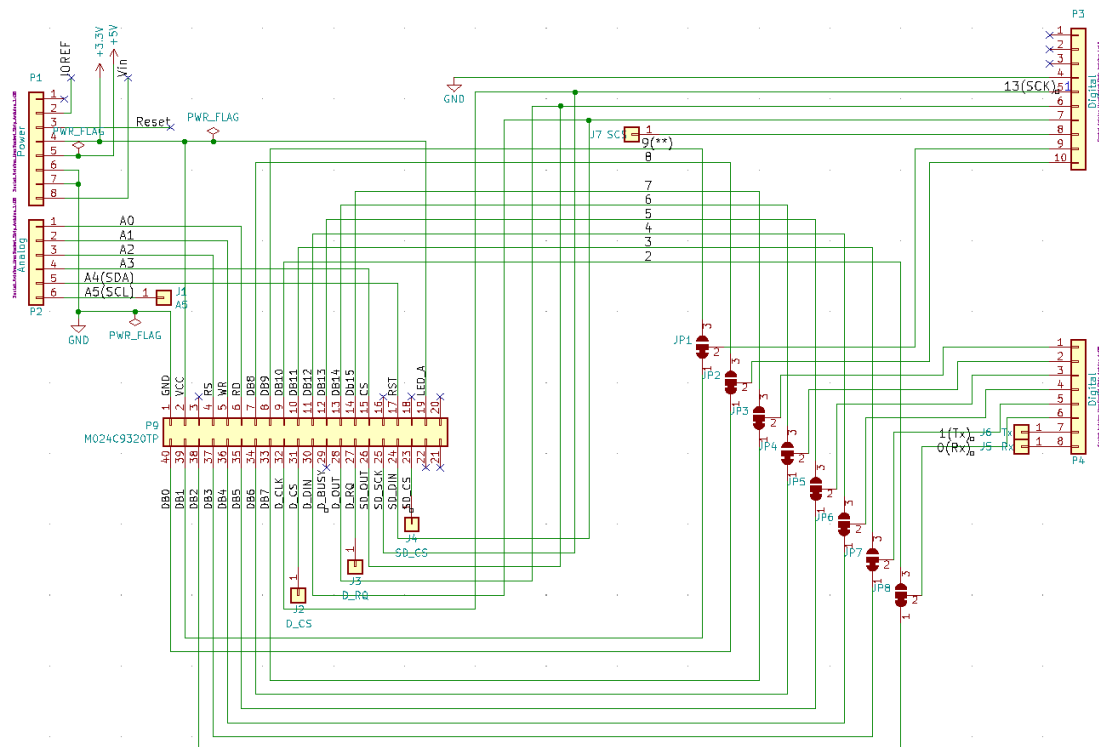 P3
IOREF
+3.3V
+5V
Vin
P1
1
2
3
4
5
6
7
8
Power
Reset
PWR_FLAG
PWR_FLAG
GND
1
2
3
4
5
6
7
8
9
10
13(SCK)
Digital
J7 SCS
1
9(**)
8
7
6
5
4
3
2
1
2
3
4
5
6
Analog
P2
A0
A1
A2
A3
A4(SDA)
A5(SCL)
1
J1
A5
GND
PWR_FLAG
JP1
3
2
1
JP2
3
2
1
JP3
3
2
1
JP4
3
2
1
JP5
3
2
1
JP6
3
2
1
JP7
3
2
1
JP8
3
2
1
1
2
3
4
5
6
7
8
Digital
P4
1(Tx)
0(Rx)
J6 Tx
1
J5 Rx
1
GND
VCC
RS
WR
RD
DB8
DB9
DB10
DB11
DB12
DB13
DB14
Db15
CS
RST
LED_A
1
2
3
4
5
6
7
8
9
10
11
12
13
14
15
16
17
18
19
20
P9
MO24C9320TP
40
39
38
37
36
35
34
33
32
31
30
29
28
27
26
25
24
23
22
21
DB0
DB1
DB2
DB3
DB4
DB5
DB6
DB7
D_CLK
D_CS
D_DIN
D_BUSY
D_OUT
D_RQ
SD_OUT
SD_SCK
SD_DIN
SD_CS
J4
SD_CS
1
J3
D_RQ
1
J2
D_CS